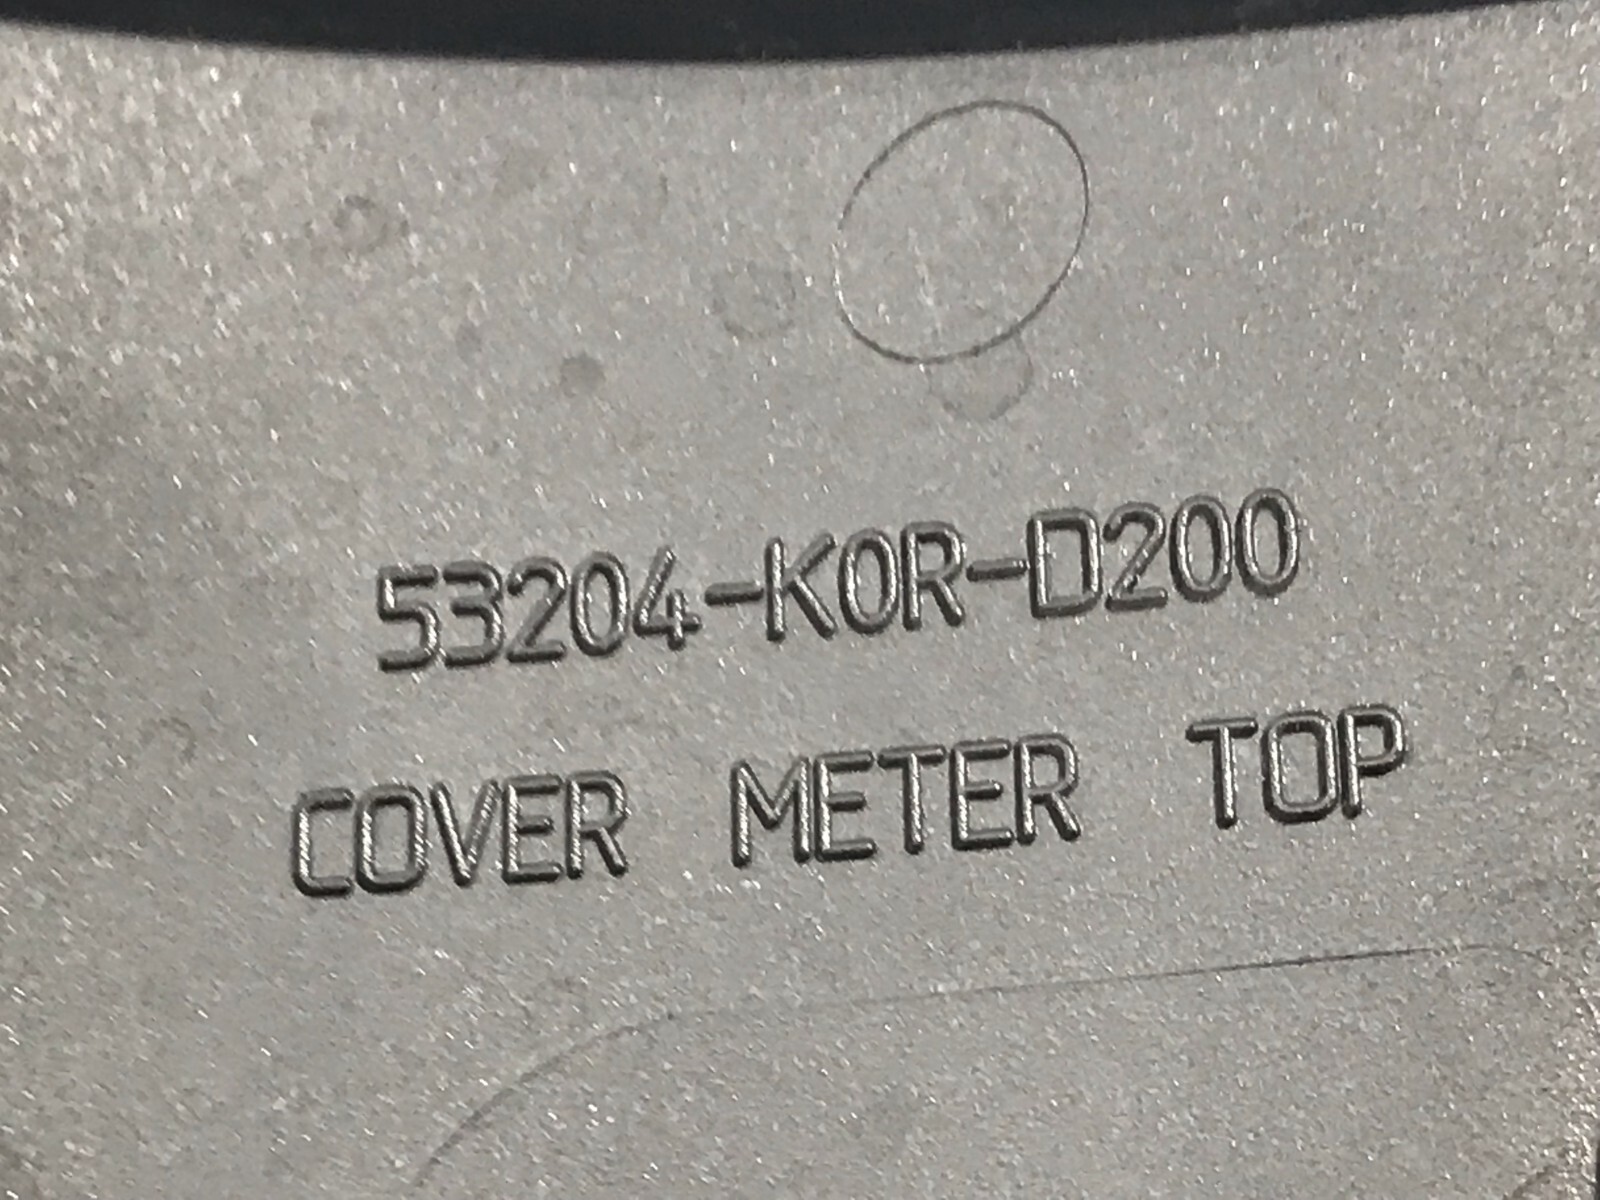 53204-K0R-D200
COVER METER TOP